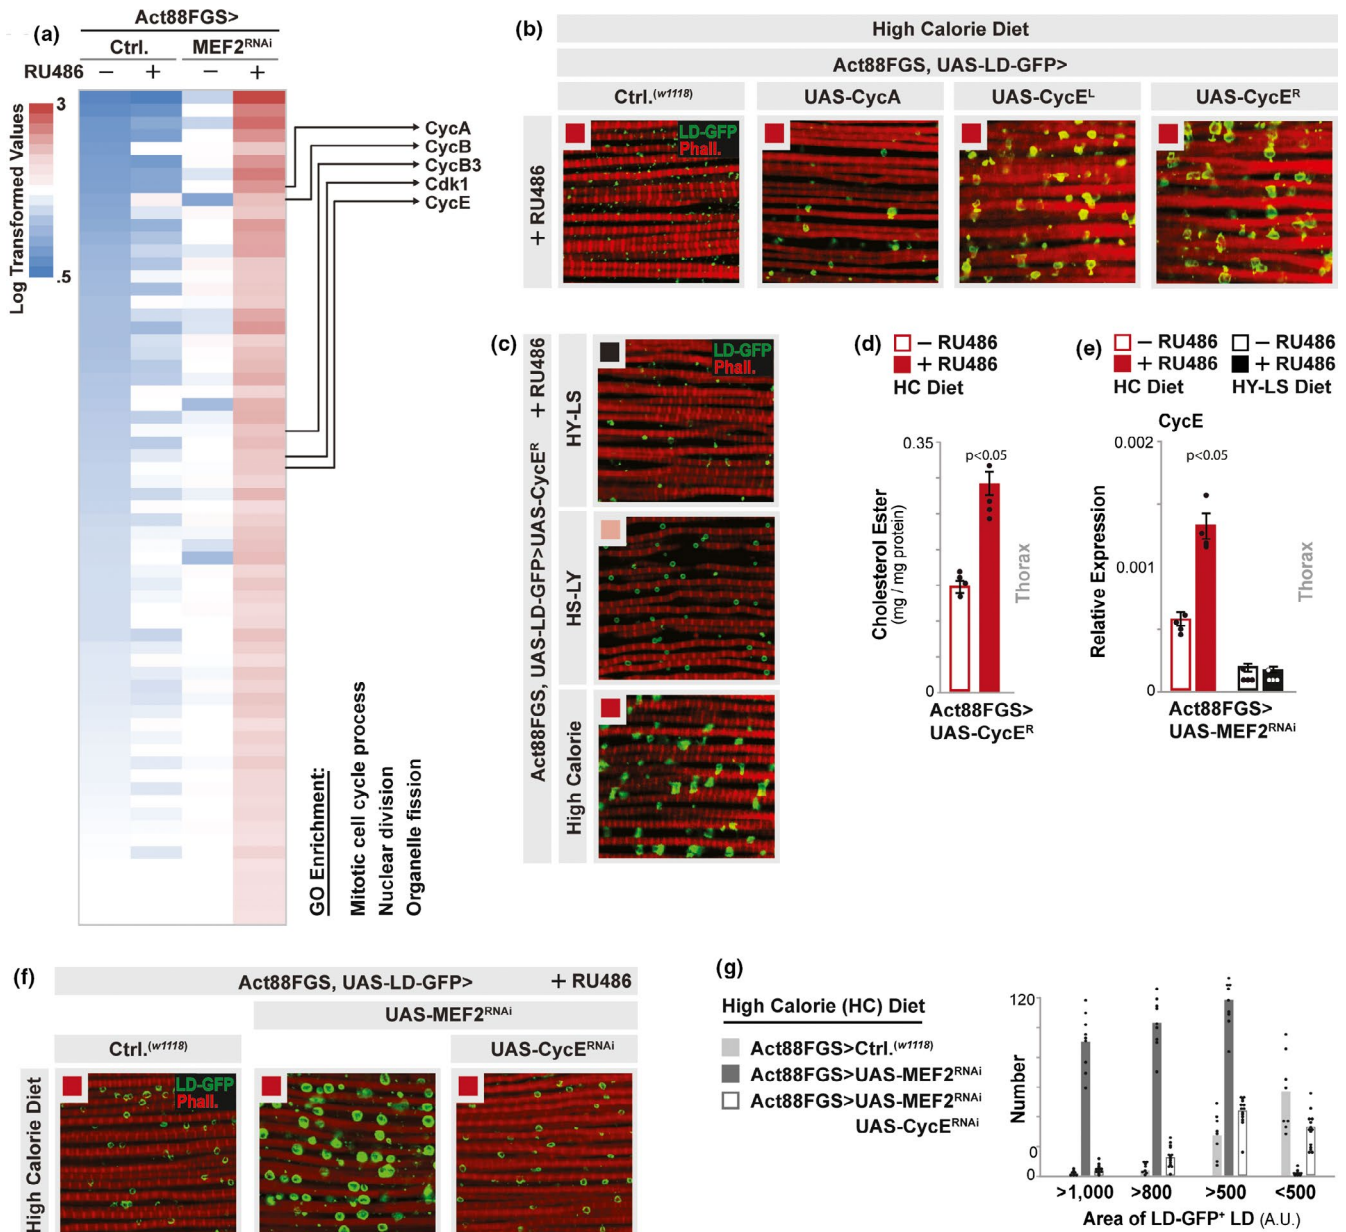 (a)
Act88FGS>
Ctrl. MEF2RNAi
RU486 − + − +
Log Transformed Values
3
.5
CycA
CycB
CycB3
Cdk1
CycE
GO Enrichment:
Mitotic cell cycle process
Nuclear division
Organelle fission
(b)
High Calorie Diet
Act88FGS, UAS-LD-GFP>
Ctrl.(w1118) UAS-CycA UAS-CycEL UAS-CycER
+ RU486
LD-GFP
Phall.
(c)
Act88FGS, UAS-LD-GFP>UAS-CycER + RU486
HY-LS
LD-GFP
Phall.
HS-LY
High Calorie
(d)
− RU486
+ RU486
HC Diet
0.35
p<0.05
Cholesterol Ester
(mg / mg protein)
Thorax
0
Act88FGS>
UAS-CycER
(e)
− RU486 − RU486
+ RU486 + RU486
HC Diet HY-LS Diet
CycE
0.002
p<0.05
Relative Expression
0.001
Thorax
0
Act88FGS>
UAS-MEF2RNAi
(f)
Act88FGS, UAS-LD-GFP> + RU486
UAS-MEF2RNAi
Ctrl.(w1118) UAS-CycERNAi
High Calorie Diet
LD-GFP
Phall.
(g)
High Calorie (HC) Diet
Act88FGS>Ctrl.(w1118)
Act88FGS>UAS-MEF2RNAi
Act88FGS>UAS-MEF2RNAi
UAS-CycERNAi
120
Number
0
0
>1,000 >800 >500 <500
Area of LD-GFP+ LD (A.U.)